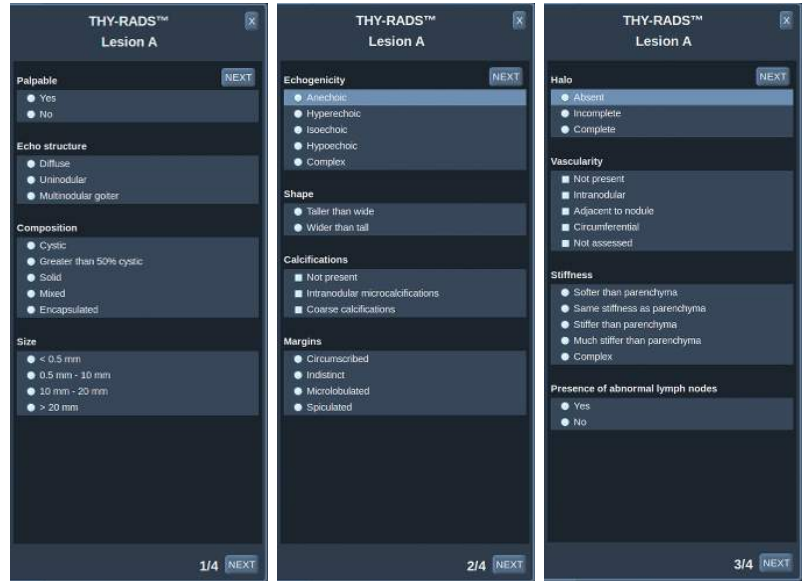 THY-RADS™
X
Lesion A
NEXT
Palpable
Yes
No
Echo structure
Diffuse
Uninodular
Multinodular goiter
Composition
Cystic
Greater than 50% cystic
Solid
Mixed
Encapsulated
Size
< 0.5 mm
0.5 mm - 10 mm
10 mm - 20 mm
> 20 mm
1/4 NEXT
THY-RADS™
X
Lesion A
NEXT
Echogenicity
Anechoic
Hyperechoic
Isoechoic
Hypoechoic
Complex
Shape
Taller than wide
Wider than tall
Calcifications
Not present
Intranodular microcalcifications
Coarse calcifications
Margins
Circumscribed
Indistinct
Microlobulated
Spiculated
2/4 NEXT
THY-RADS™
X
Lesion A
NEXT
Halo
Absent
Incomplete
Complete
Vascularity
Not present
Intranodular
Adjacent to nodule
Circumferential
Not assessed
Stiffness
Softer than parenchyma
Same stiffness as parenchyma
Stiffer than parenchyma
Much stiffer than parenchyma
Complex
Presence of abnormal lymph nodes
Yes
No
3/4 NEXT